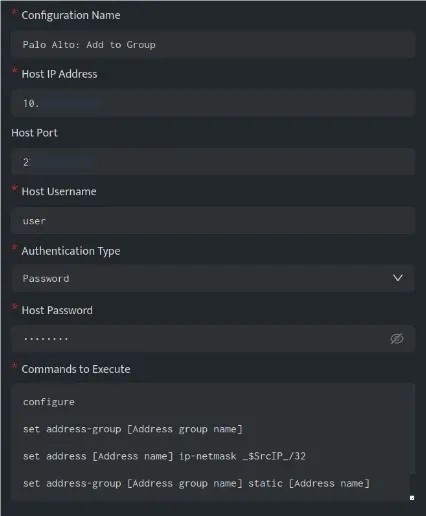 * Configuration Name
Palo Alto: Add to Group
* Host IP Address
10.
Host Port
2
* Host Username
user
* Authentication Type
Password
* Host Password
········
* Commands to Execute
configure
set address-group [Address group name]
set address [Address name] ip-netmask _$SrcIP_/32
set address-group [Address group name] static [Address name]